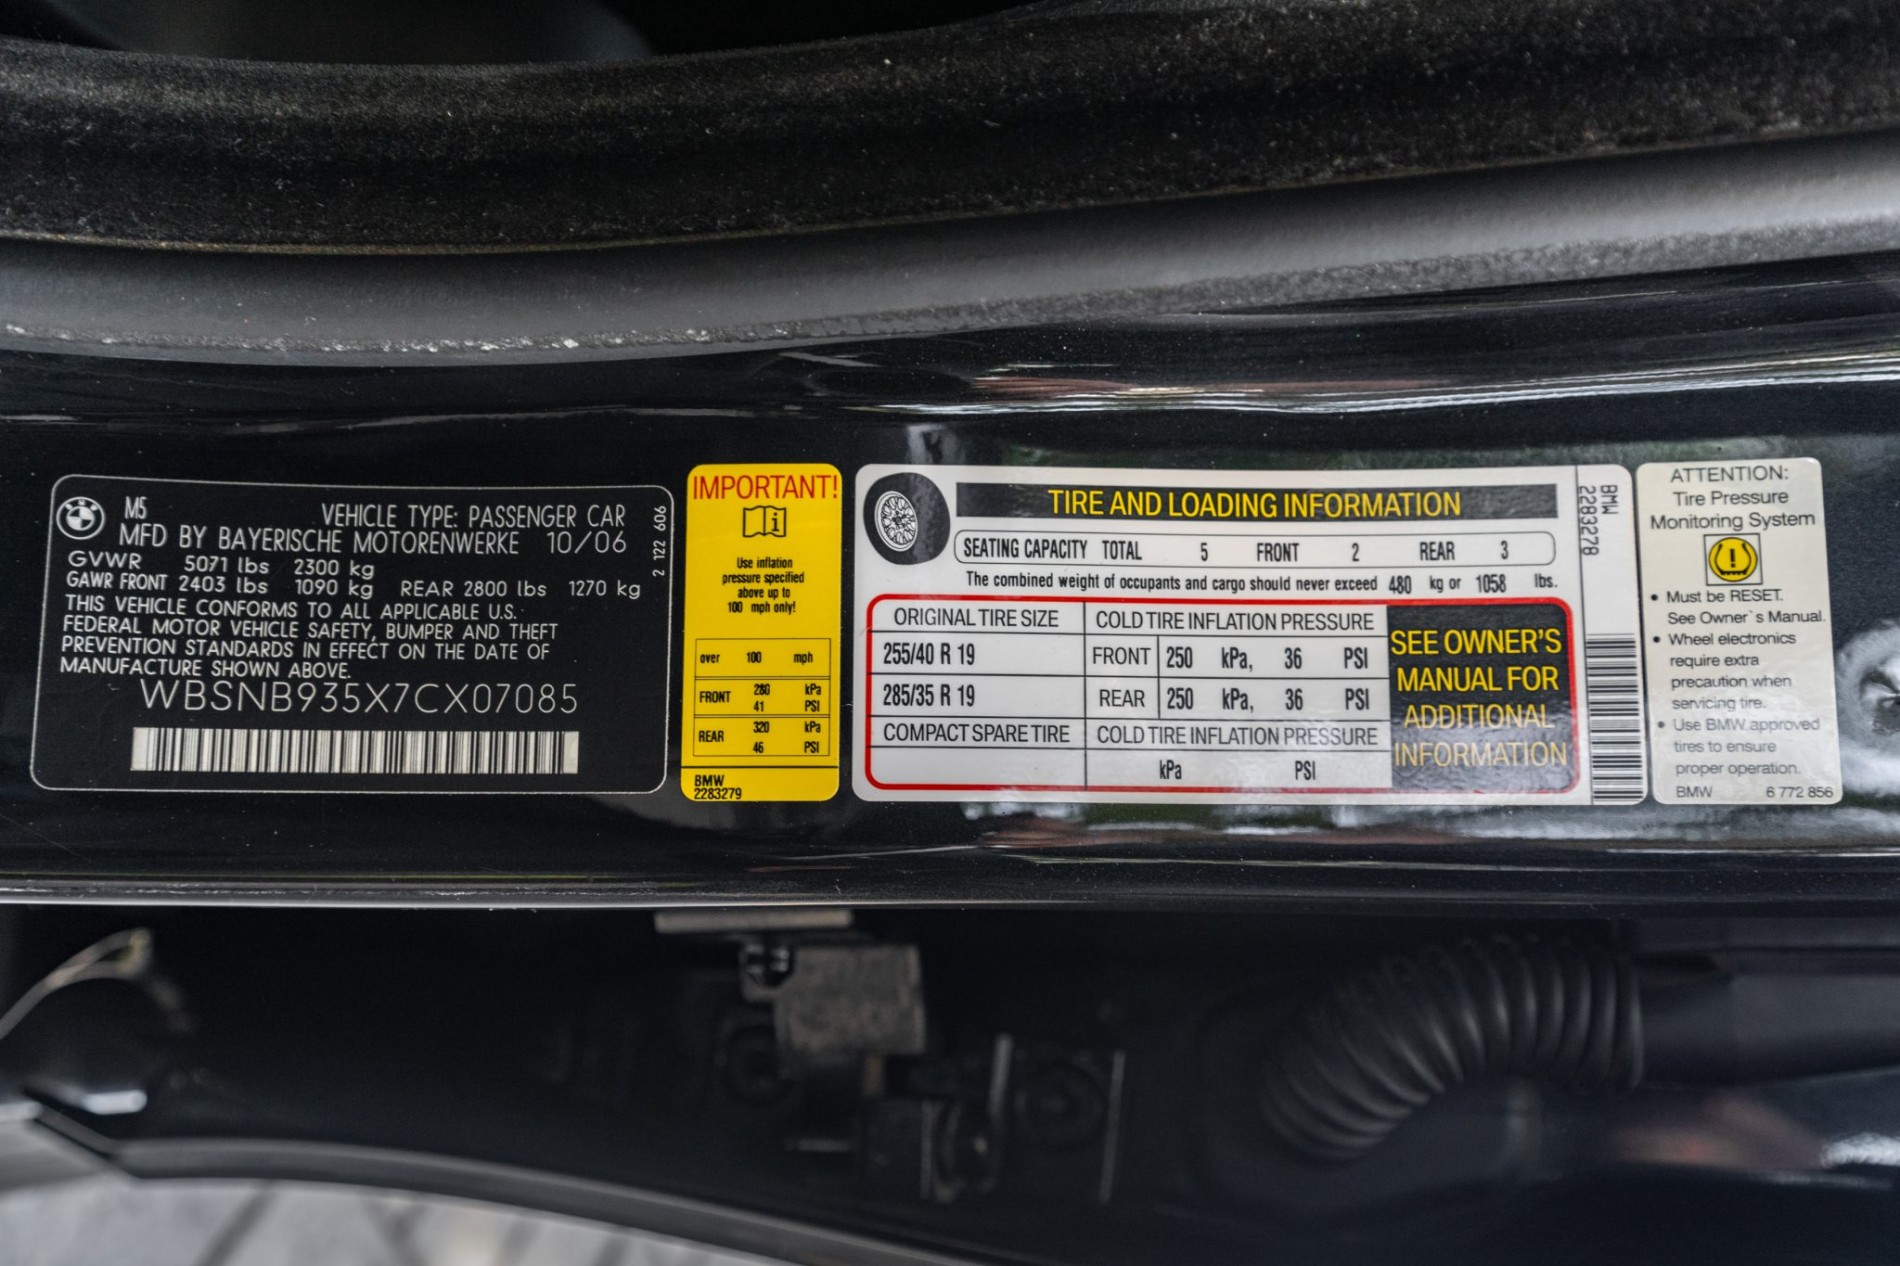 M5
VEHICLE TYPE: PASSENGER CAR
MFD BY BAYERISCHE MOTORENWERKE 10/06
GVWR 5071 lbs 2300 kg
GAWR FRONT 2403 lbs 1090 kg REAR 2800 lbs 1270 kg
THIS VEHICLE CONFORMS TO ALL APPLICABLE U.S.
FEDERAL MOTOR VEHICLE SAFETY, BUMPER AND THEFT
PREVENTION STANDARDS IN EFFECT ON THE DATE OF
MANUFACTURE SHOWN ABOVE.
WBSNB935X7CX07085
2 122 606
IMPORTANT!
Use inflation
pressure specified
above up to
100 mph only!
over 100 mph
FRONT 280 kPa
41 PSI
REAR 320 kPa
46 PSI
BMW
2283279
TIRE AND LOADING INFORMATION
SEATING CAPACITY TOTAL 5 FRONT 2 REAR 3
The combined weight of occupants and cargo should never exceed 480 kg or 1058 lbs.
ORIGINAL TIRE SIZE COLD TIRE INFLATION PRESSURE
255/40 R 19 FRONT 250 kPa, 36 PSI
285/35 R 19 REAR 250 kPa, 36 PSI
COMPACT SPARE TIRE COLD TIRE INFLATION PRESSURE
kPa PSI
SEE OWNER'S
MANUAL FOR
ADDITIONAL
INFORMATION
BMW
2283278
ATTENTION:
Tire Pressure
Monitoring System
• Must be RESET.
See Owner`s Manual.
• Wheel electronics
require extra
precaution when
servicing tire.
• Use BMW approved
tires to ensure
proper operation.
BMW 6 772 856